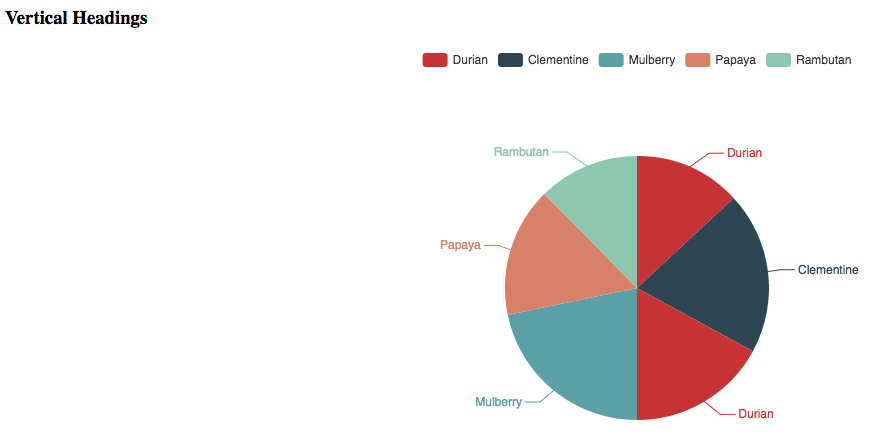 Vertical Headings
Durian Clementine Mulberry Papaya Rambutan
Rambutan Durian
Papaya
Clementine
Mulberry
Durian